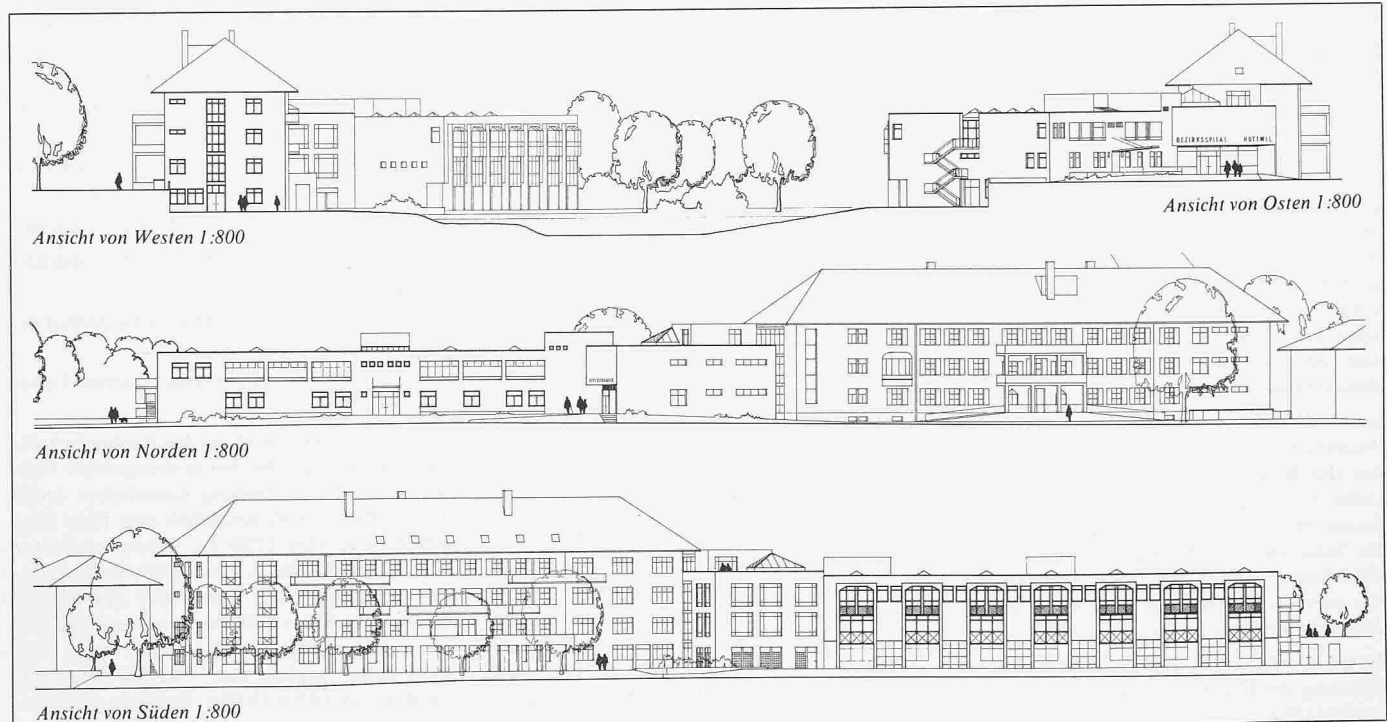 BEZIRKSSPITAL HUTTWIL
Ansicht von Westen 1:800
Ansicht von Osten 1:800
Ansicht von Norden 1:800
Ansicht von Süden 1:800